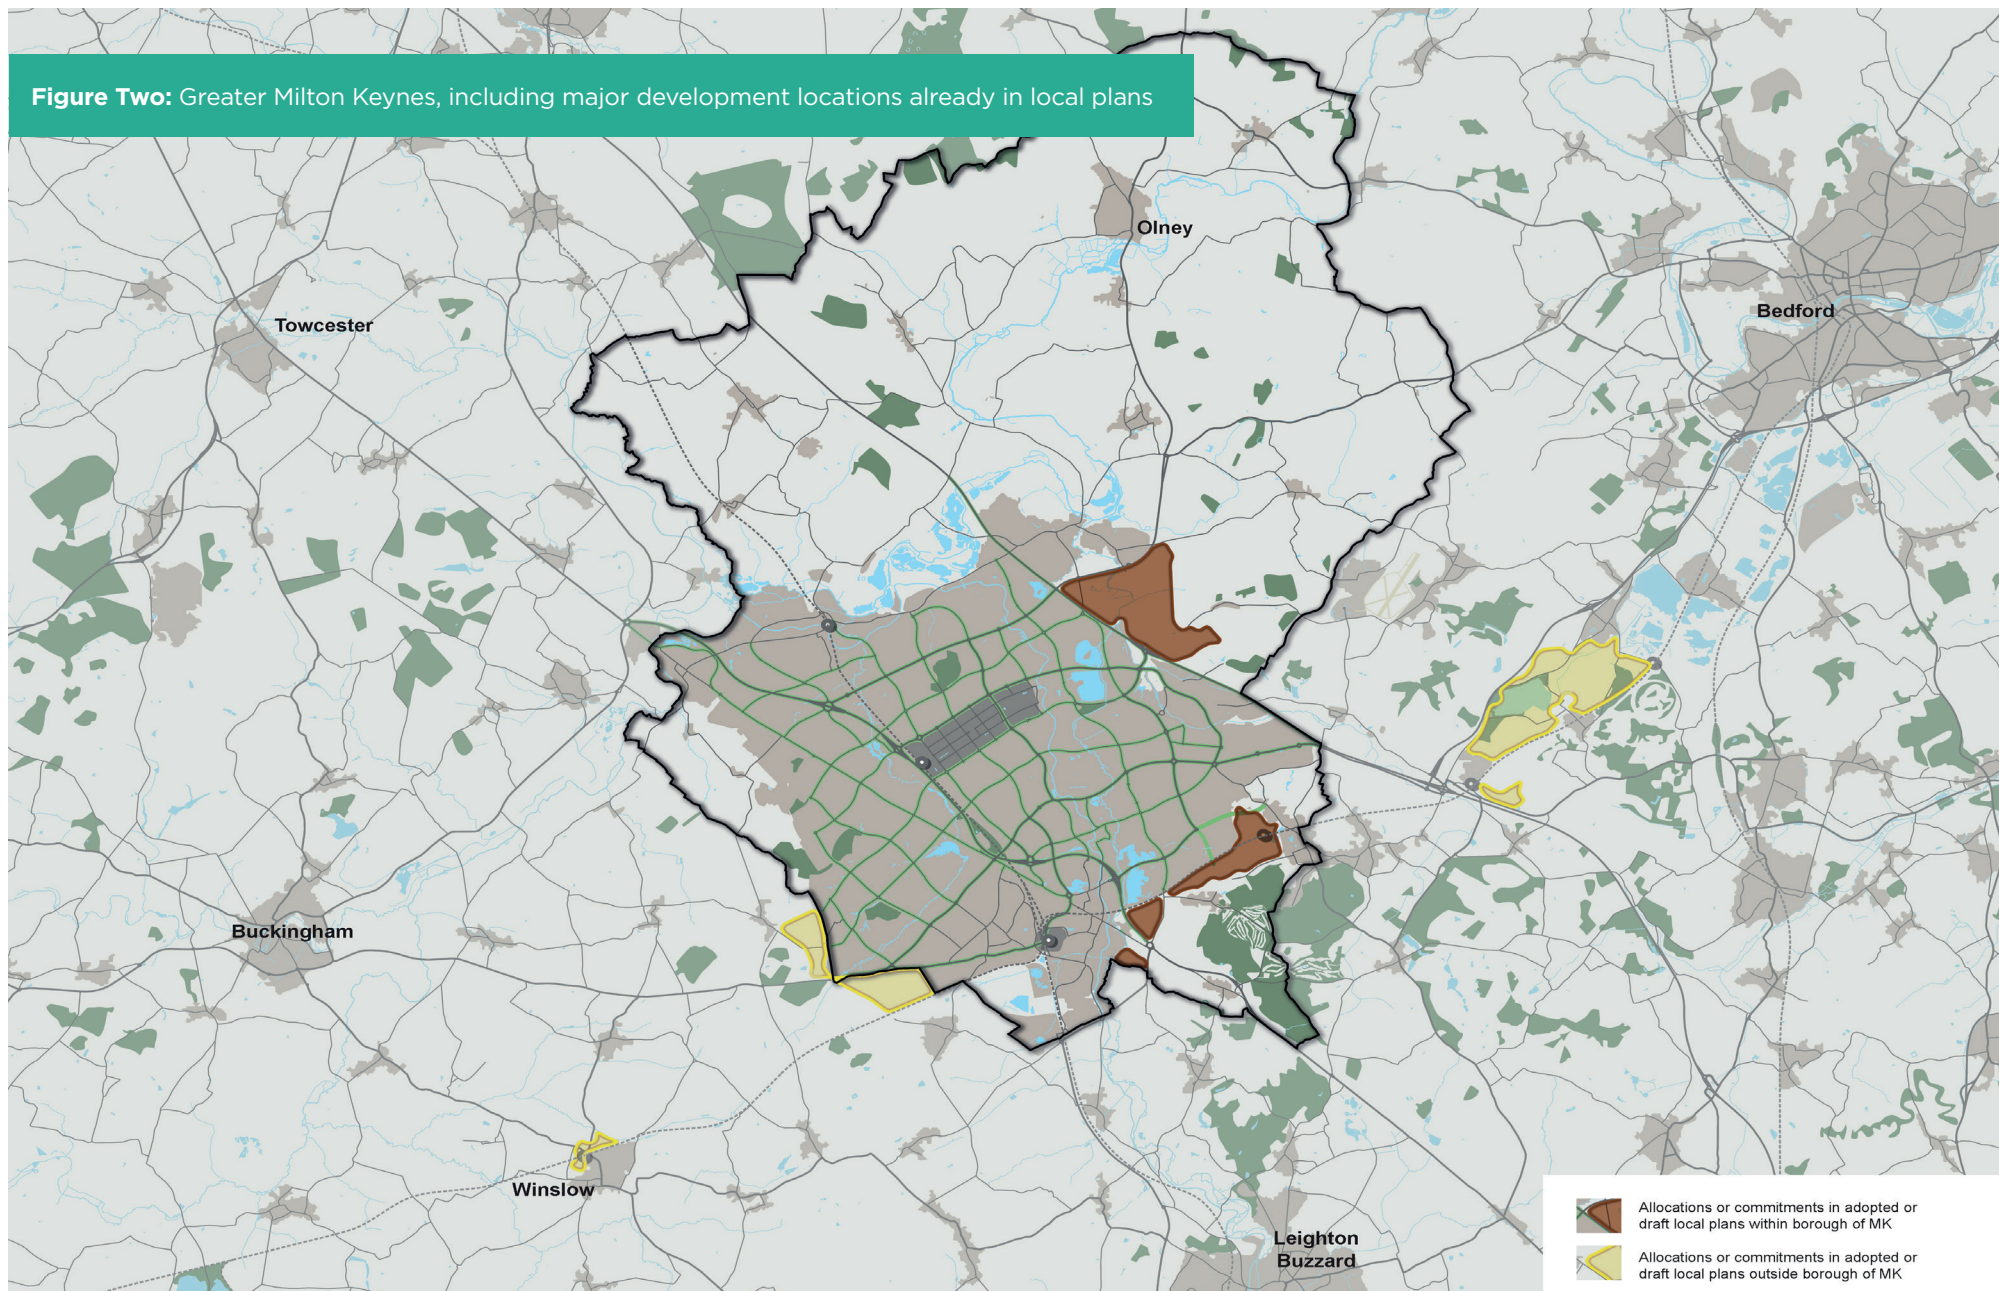 Figure Two: Greater Milton Keynes, including major development locations already in local plans
Olney
Towcester
Bedford
Buckingham
Winslow
Leighton
Buzzard
Allocations or commitments in adopted or
draft local plans within borough of MK
Allocations or commitments in adopted or
draft local plans outside borough of MK